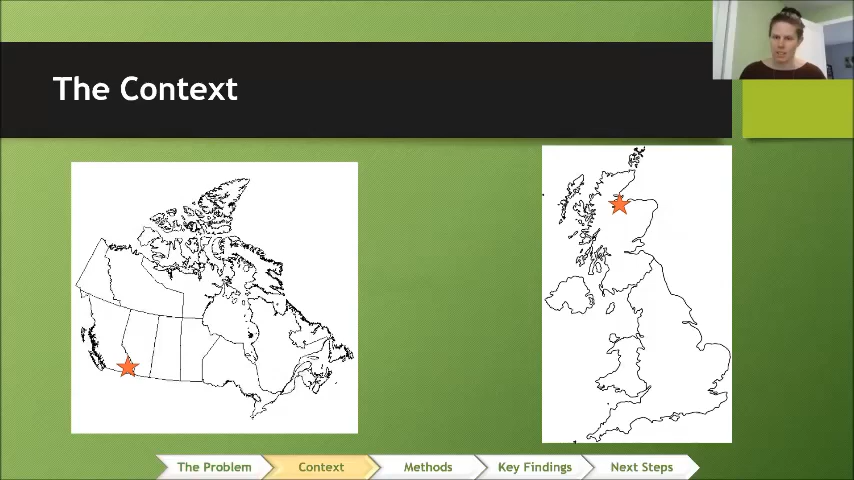 The Context
The Problem
Context
Methods
Key Findings
Next Steps